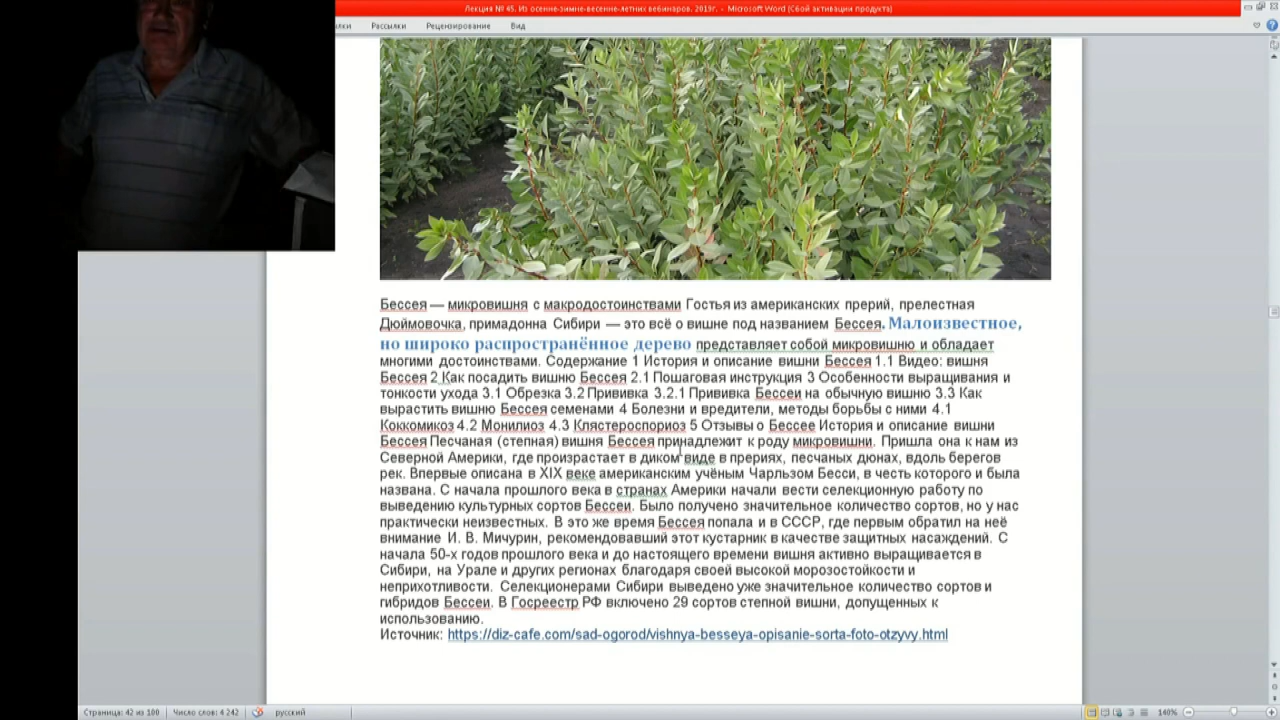 Лекция № 45. Из осенне-зимне-весенне-летних вебинаров. 2019г. - Microsoft Word (Сбой активации продукта)
Рассылки Рецензирование Вид
Бессея — микровишня с макродостоинствами Гостья из американских прерий, прелестная
Дюймовочка, примадонна Сибири — это всё о вишне под названием Бессея. Малоизвестное,
но широко распространённое дерево представляет собой микровишню и обладает
многими достоинствами. Содержание 1 История и описание вишни Бессея 1.1 Видео: вишня
Бессея 2 Как посадить вишню Бессея 2.1 Пошаговая инструкция 3 Особенности выращивания и
тонкости ухода 3.1 Обрезка 3.2 Прививка 3.2.1 Прививка Бессеи на обычную вишню 3.3 Как
вырастить вишню Бессея семенами 4 Болезни и вредители, методы борьбы с ними 4.1
Коккомикоз 4.2 Монилиоз 4.3 Клястероспориоз 5 Отзывы о Бессее История и описание вишни
Бессея Песчаная (степная) вишня Бессея принадлежит к роду микровишни. Пришла она к нам из
Северной Америки, где произрастает в диком виде в прериях, песчаных дюнах, вдоль берегов
рек. Впервые описана в XIX веке американским учёным Чарльзом Бесси, в честь которого и была
названа. С начала прошлого века в странах Америки начали вести селекционную работу по
выведению культурных сортов Бессеи. Было получено значительное количество сортов, но у нас
практически неизвестных. В это же время Бессея попала и в СССР, где первым обратил на неё
внимание И. В. Мичурин, рекомендовавший этот кустарник в качестве защитных насаждений. С
начала 50-х годов прошлого века и до настоящего времени вишня активно выращивается в
Сибири, на Урале и других регионах благодаря своей высокой морозостойкости и
неприхотливости. Селекционерами Сибири выведено уже значительное количество сортов и
гибридов Бессеи. В Госреестр РФ включено 29 сортов степной вишни, допущенных к
использованию.
Источник: https://diz-cafe.com/sad-ogorod/vishnya-besseya-opisanie-sorta-foto-otzyvy.html
Страница: 42 из 100 Число слов: 4 242 русский 140%